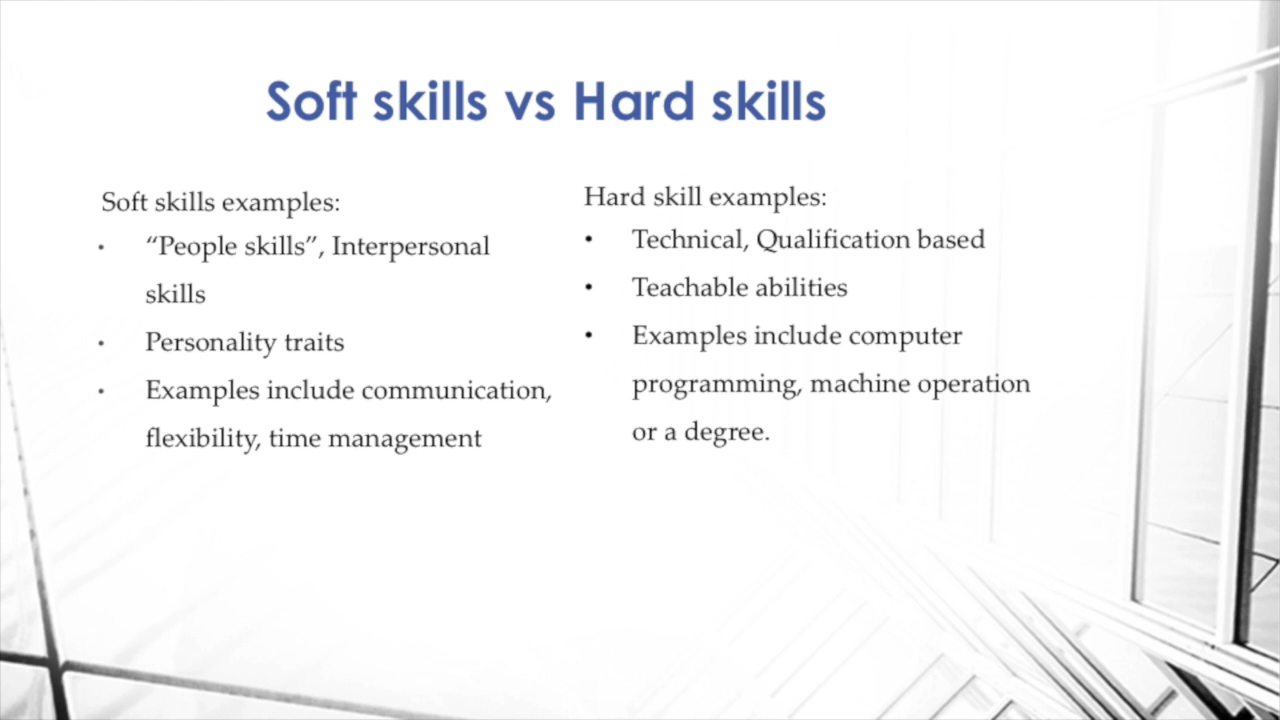 Soft skills vs Hard skills
Soft skills examples:
• “People skills”, Interpersonal
skills
• Personality traits
• Examples include communication,
flexibility, time management
Hard skill examples:
• Technical, Qualification based
• Teachable abilities
• Examples include computer
programming, machine operation
or a degree.